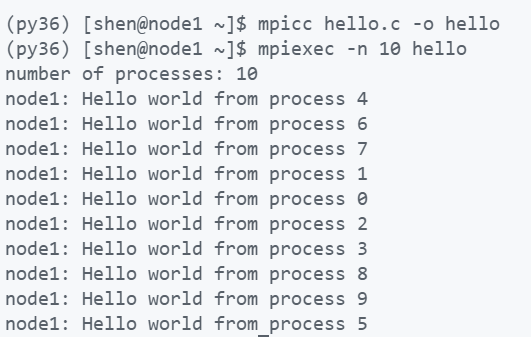 (py36) [shen@node1 ~]$ mpicc hello.c -o hello
(py36) [shen@node1 ~]$ mpiexec -n 10 hello
number of processes: 10
node1: Hello world from process 4
node1: Hello world from process 6
node1: Hello world from process 7
node1: Hello world from process 1
node1: Hello world from process 0
node1: Hello world from process 2
node1: Hello world from process 3
node1: Hello world from process 8
node1: Hello world from process 9
node1: Hello world from process 5